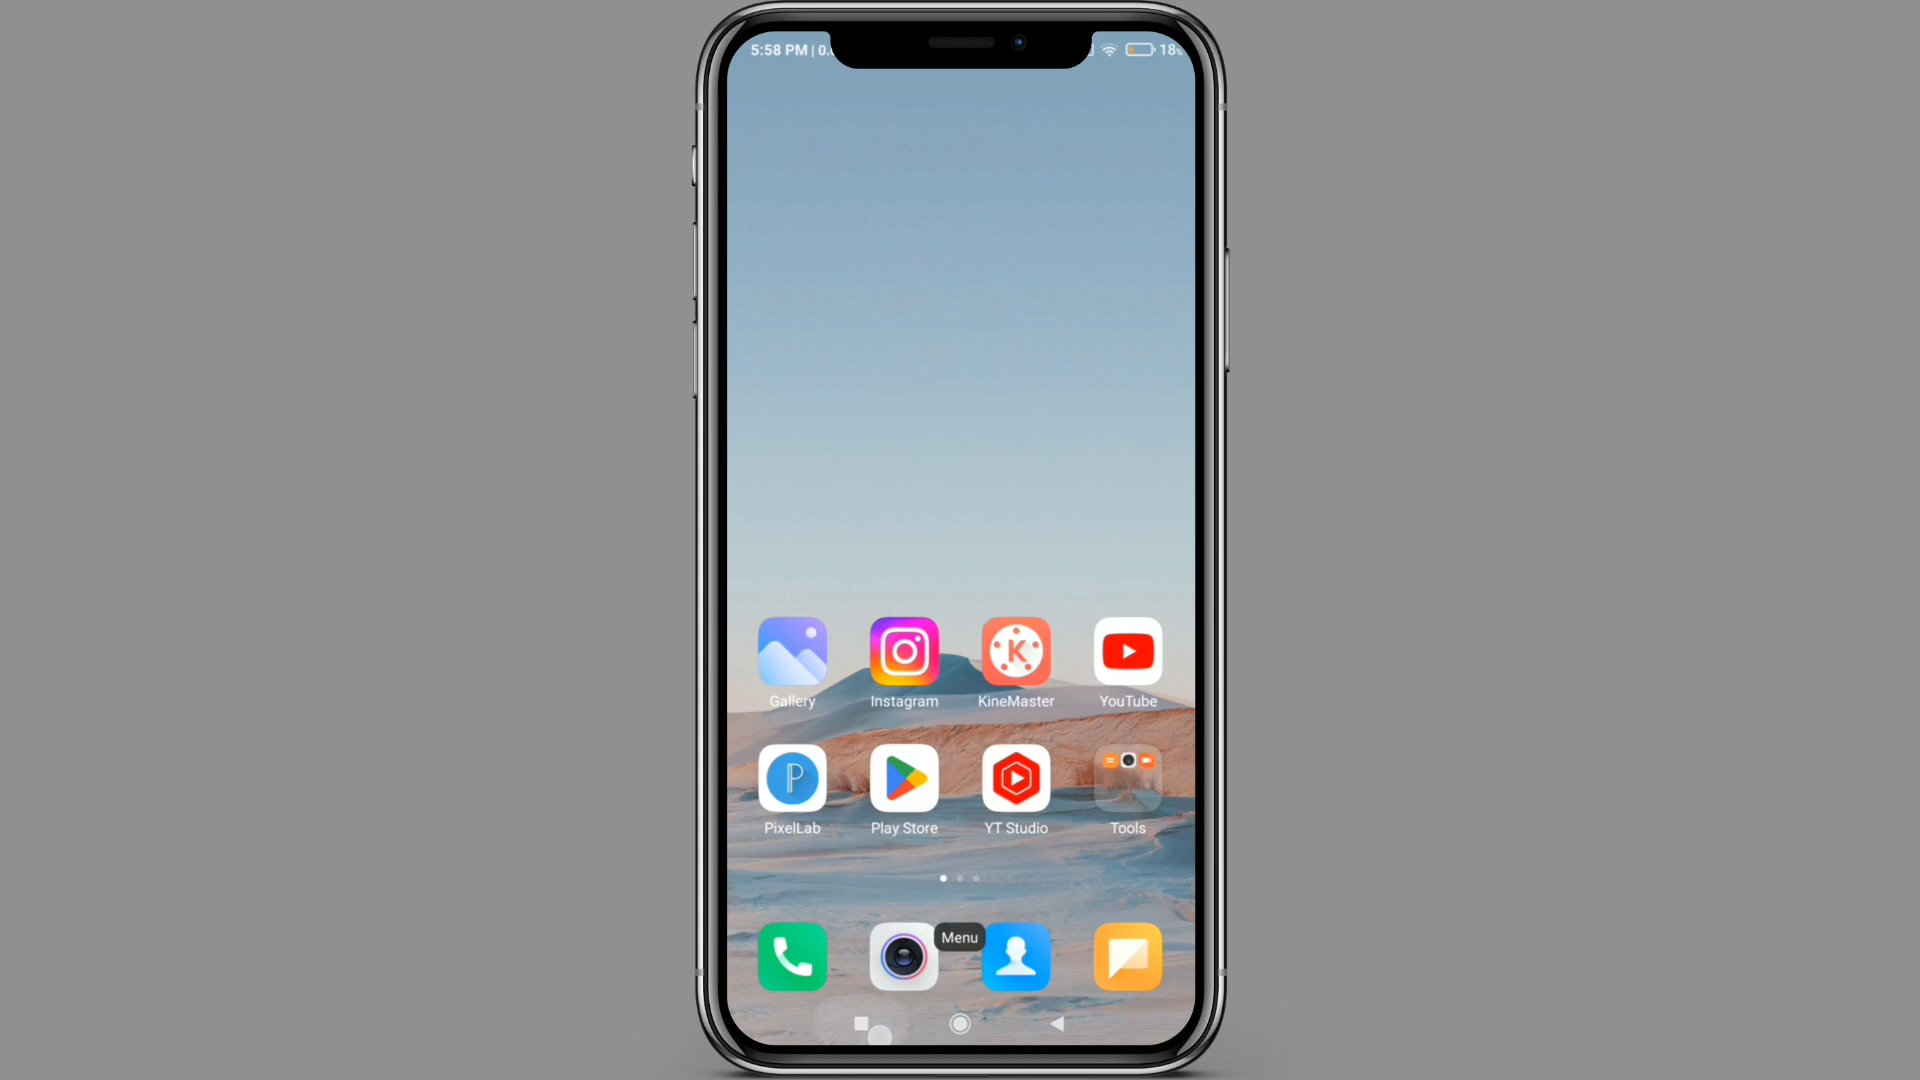 5:58 PM | 0. 18%
Gallery Instagram KineMaster YouTube
PixelLab Play Store YT Studio Tools
Menu